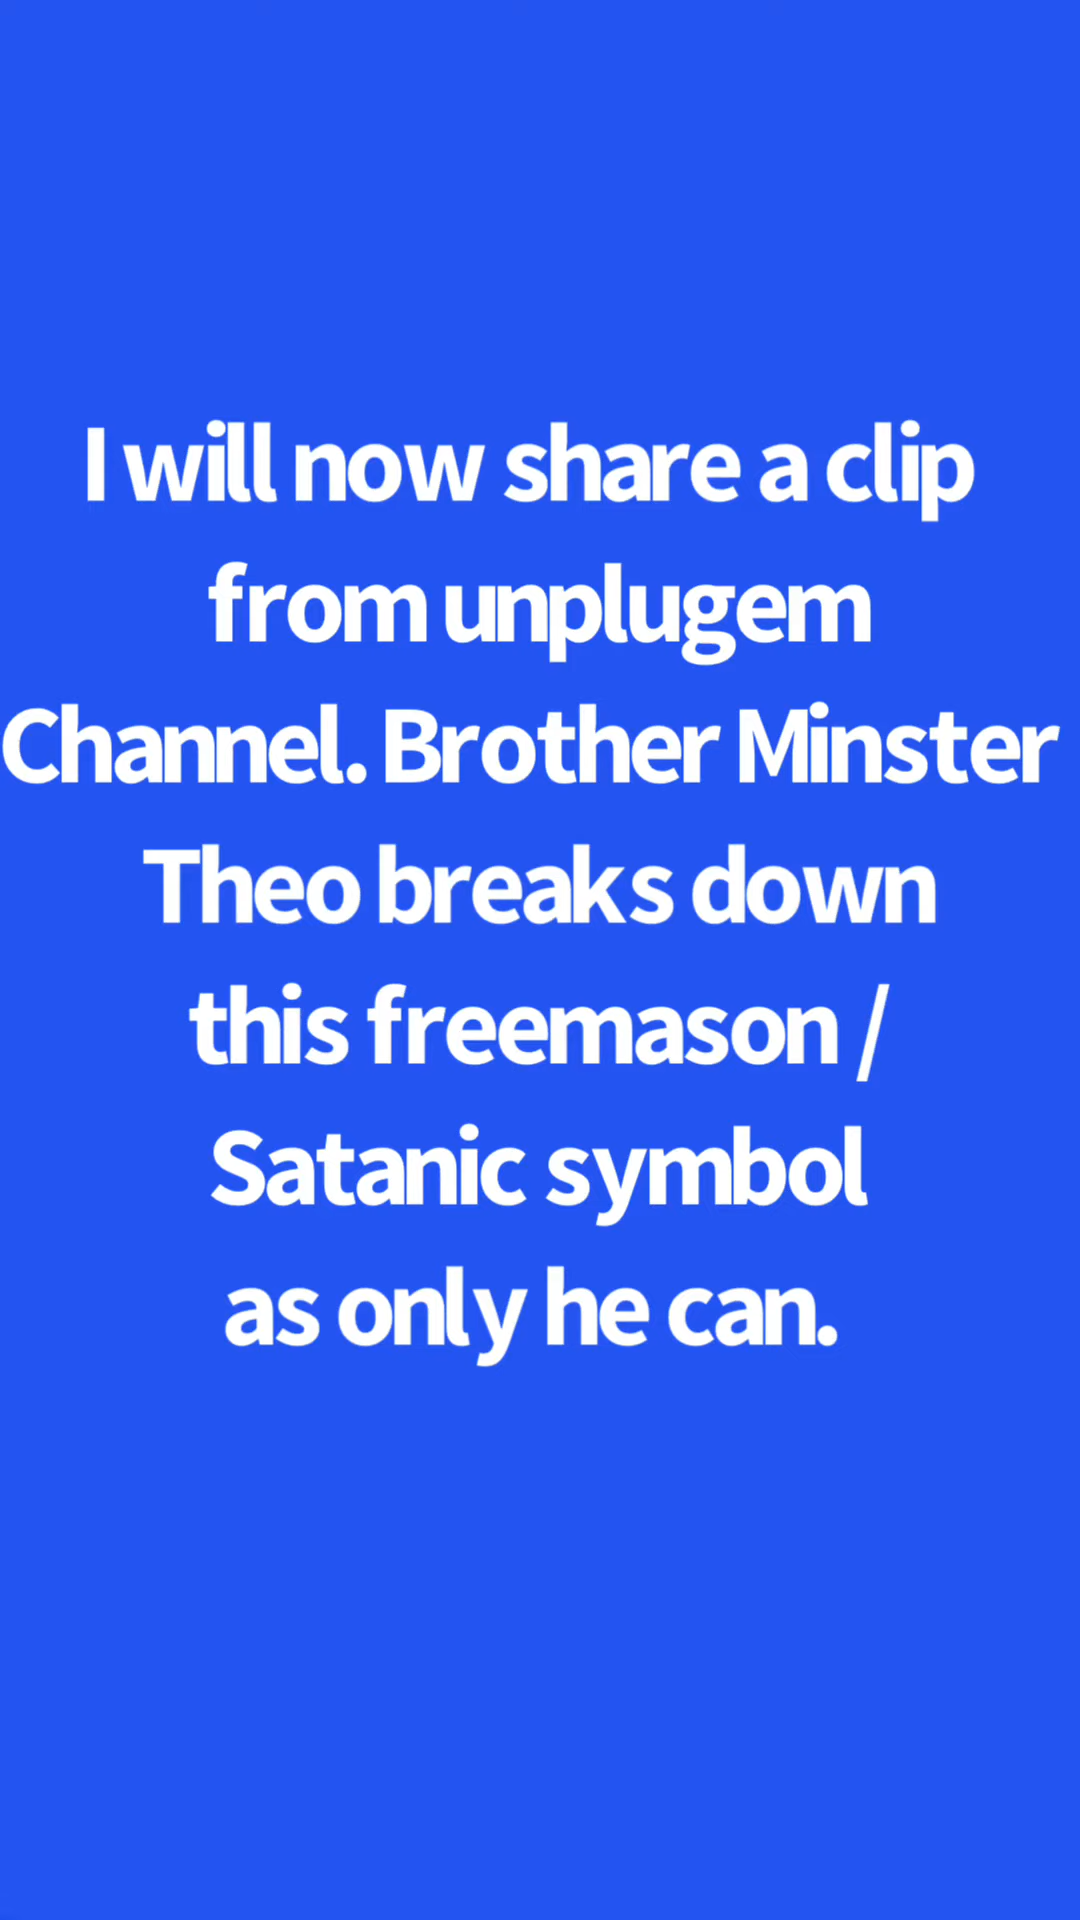 I will now share a clip
from unplugem
Channel. Brother Minster
Theo breaks down
this freemason /
Satanic symbol
as only he can.